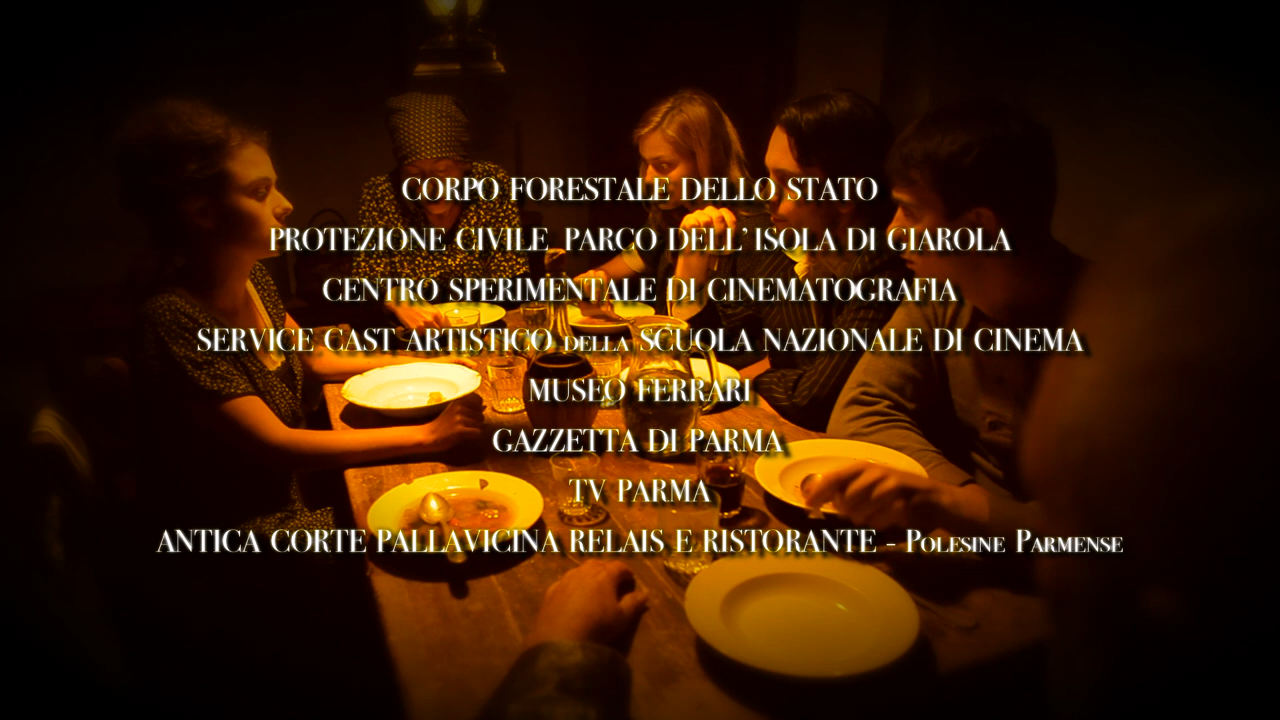 CORPO FORESTALE DELLO STATO
PROTEZIONE CIVILE PARCO DELL'ISOLA DI GIAROLA
CENTRO SPERIMENTALE DI CINEMATOGRAFIA
SERVICE CAST ARTISTICO DELLA SCUOLA NAZIONALE DI CINEMA
MUSEO FERRARI
GAZZETTA DI PARMA
TV PARMA
ANTICA CORTE PALLAVICINA RELAIS E RISTORANTE - POLESINE PARMENSE